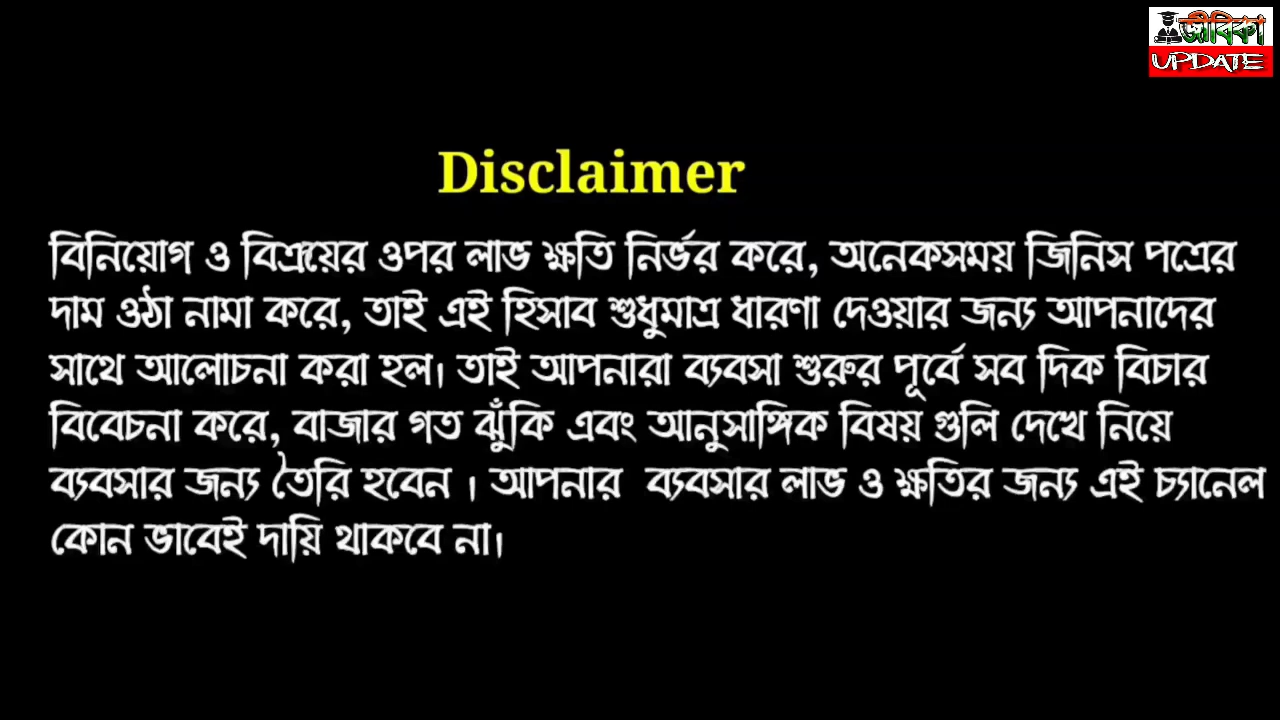 জীবিকা
UPDATE
Disclaimer
বিনিয়োগ ও বিক্রয়ের ওপর লাভ ক্ষতি নির্ভর করে, অনেকসময় জিনিস পত্রের
দাম ওঠা নামা করে, তাই এই হিসাব শুধুমাত্র ধারণা দেওয়ার জন্য আপনাদের
সাথে আলোচনা করা হল। তাই আপনারা ব্যবসা শুরুর পূর্বে সব দিক বিচার
বিবেচনা করে, বাজার গত ঝুঁকি এবং আনুসাঙ্গিক বিষয় গুলি দেখে নিয়ে
ব্যবসার জন্য তৈরি হবেন । আপনার ব্যবসার লাভ ও ক্ষতির জন্য এই চ্যানেল
কোন ভাবেই দায়ি থাকবে না।